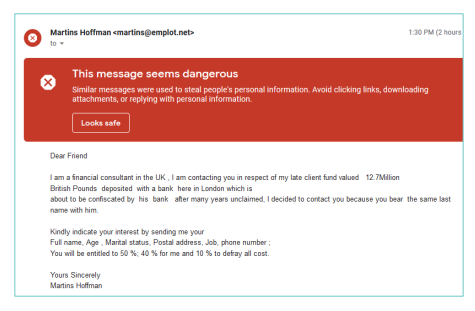 Martins Hoffman <martins@emplot.net>
1:30 PM (2 hours
to
This message seems dangerous
Similar messages were used to steal people's personal information. Avoid clicking links, downloading
attachments, or replying with personal information.
Looks safe
Dear Friend
I am a financial consultant in the UK , I am contacting you in respect of my late client fund valued 12.7Million
British Pounds deposited with a bank here in London which is
about to be confiscated by his bank after many years unclaimed, I decided to contact you because you bear the same last
name with him.
Kindly indicate your interest by sending me your
Full name, Age , Marital status, Postal address, Job, phone number ;
You will be entitled to 50 %; 40 % for me and 10 % to defray all cost.
Yours Sincerely
Martins Hoffman